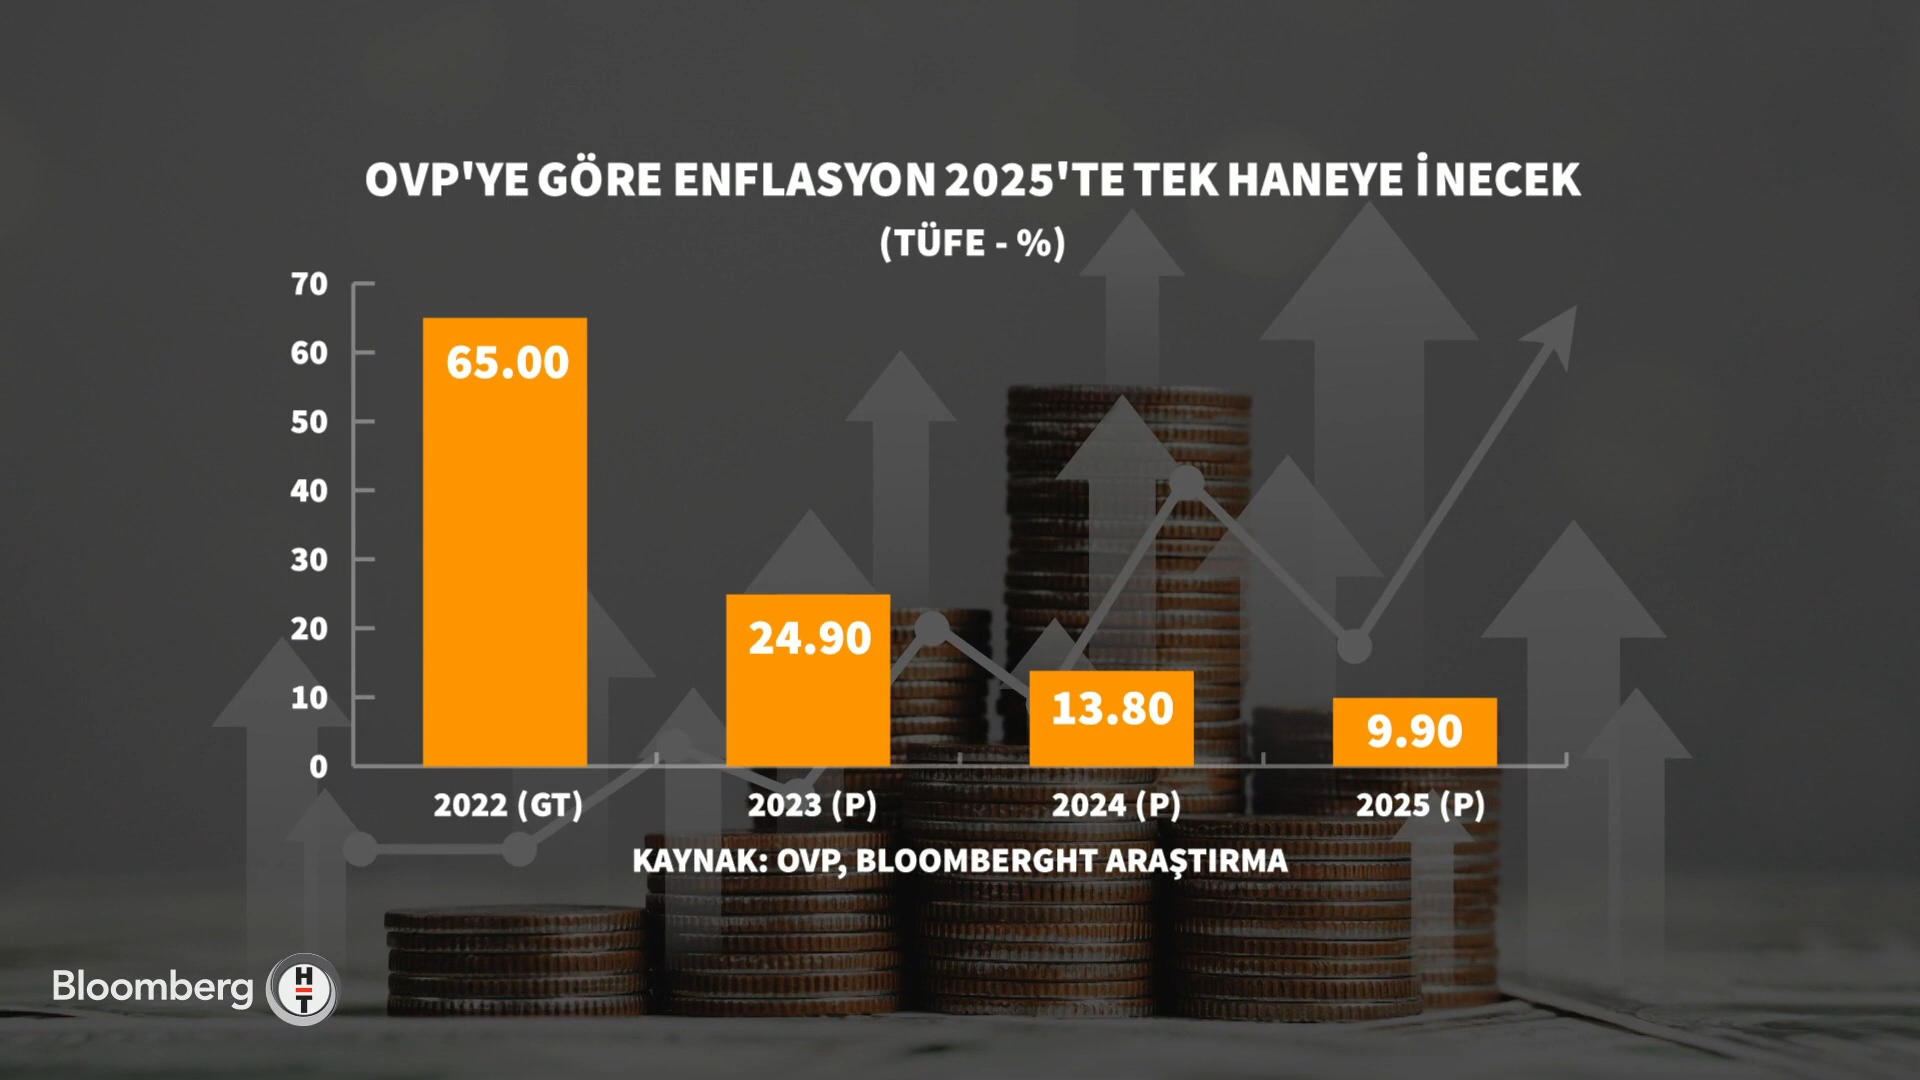 OVP'YE GÖRE ENFLASYON 2025'TE TEK HANEYE İNECEK
(TÜFE - %)
70
60
50
40
30
20
10
0
65.00
24.90
13.80
9.90
2022 (GT)
2023 (P)
2024 (P)
2025 (P)
KAYNAK: OVP, BLOOMBERGHT ARAŞTIRMA
Bloomberg HT